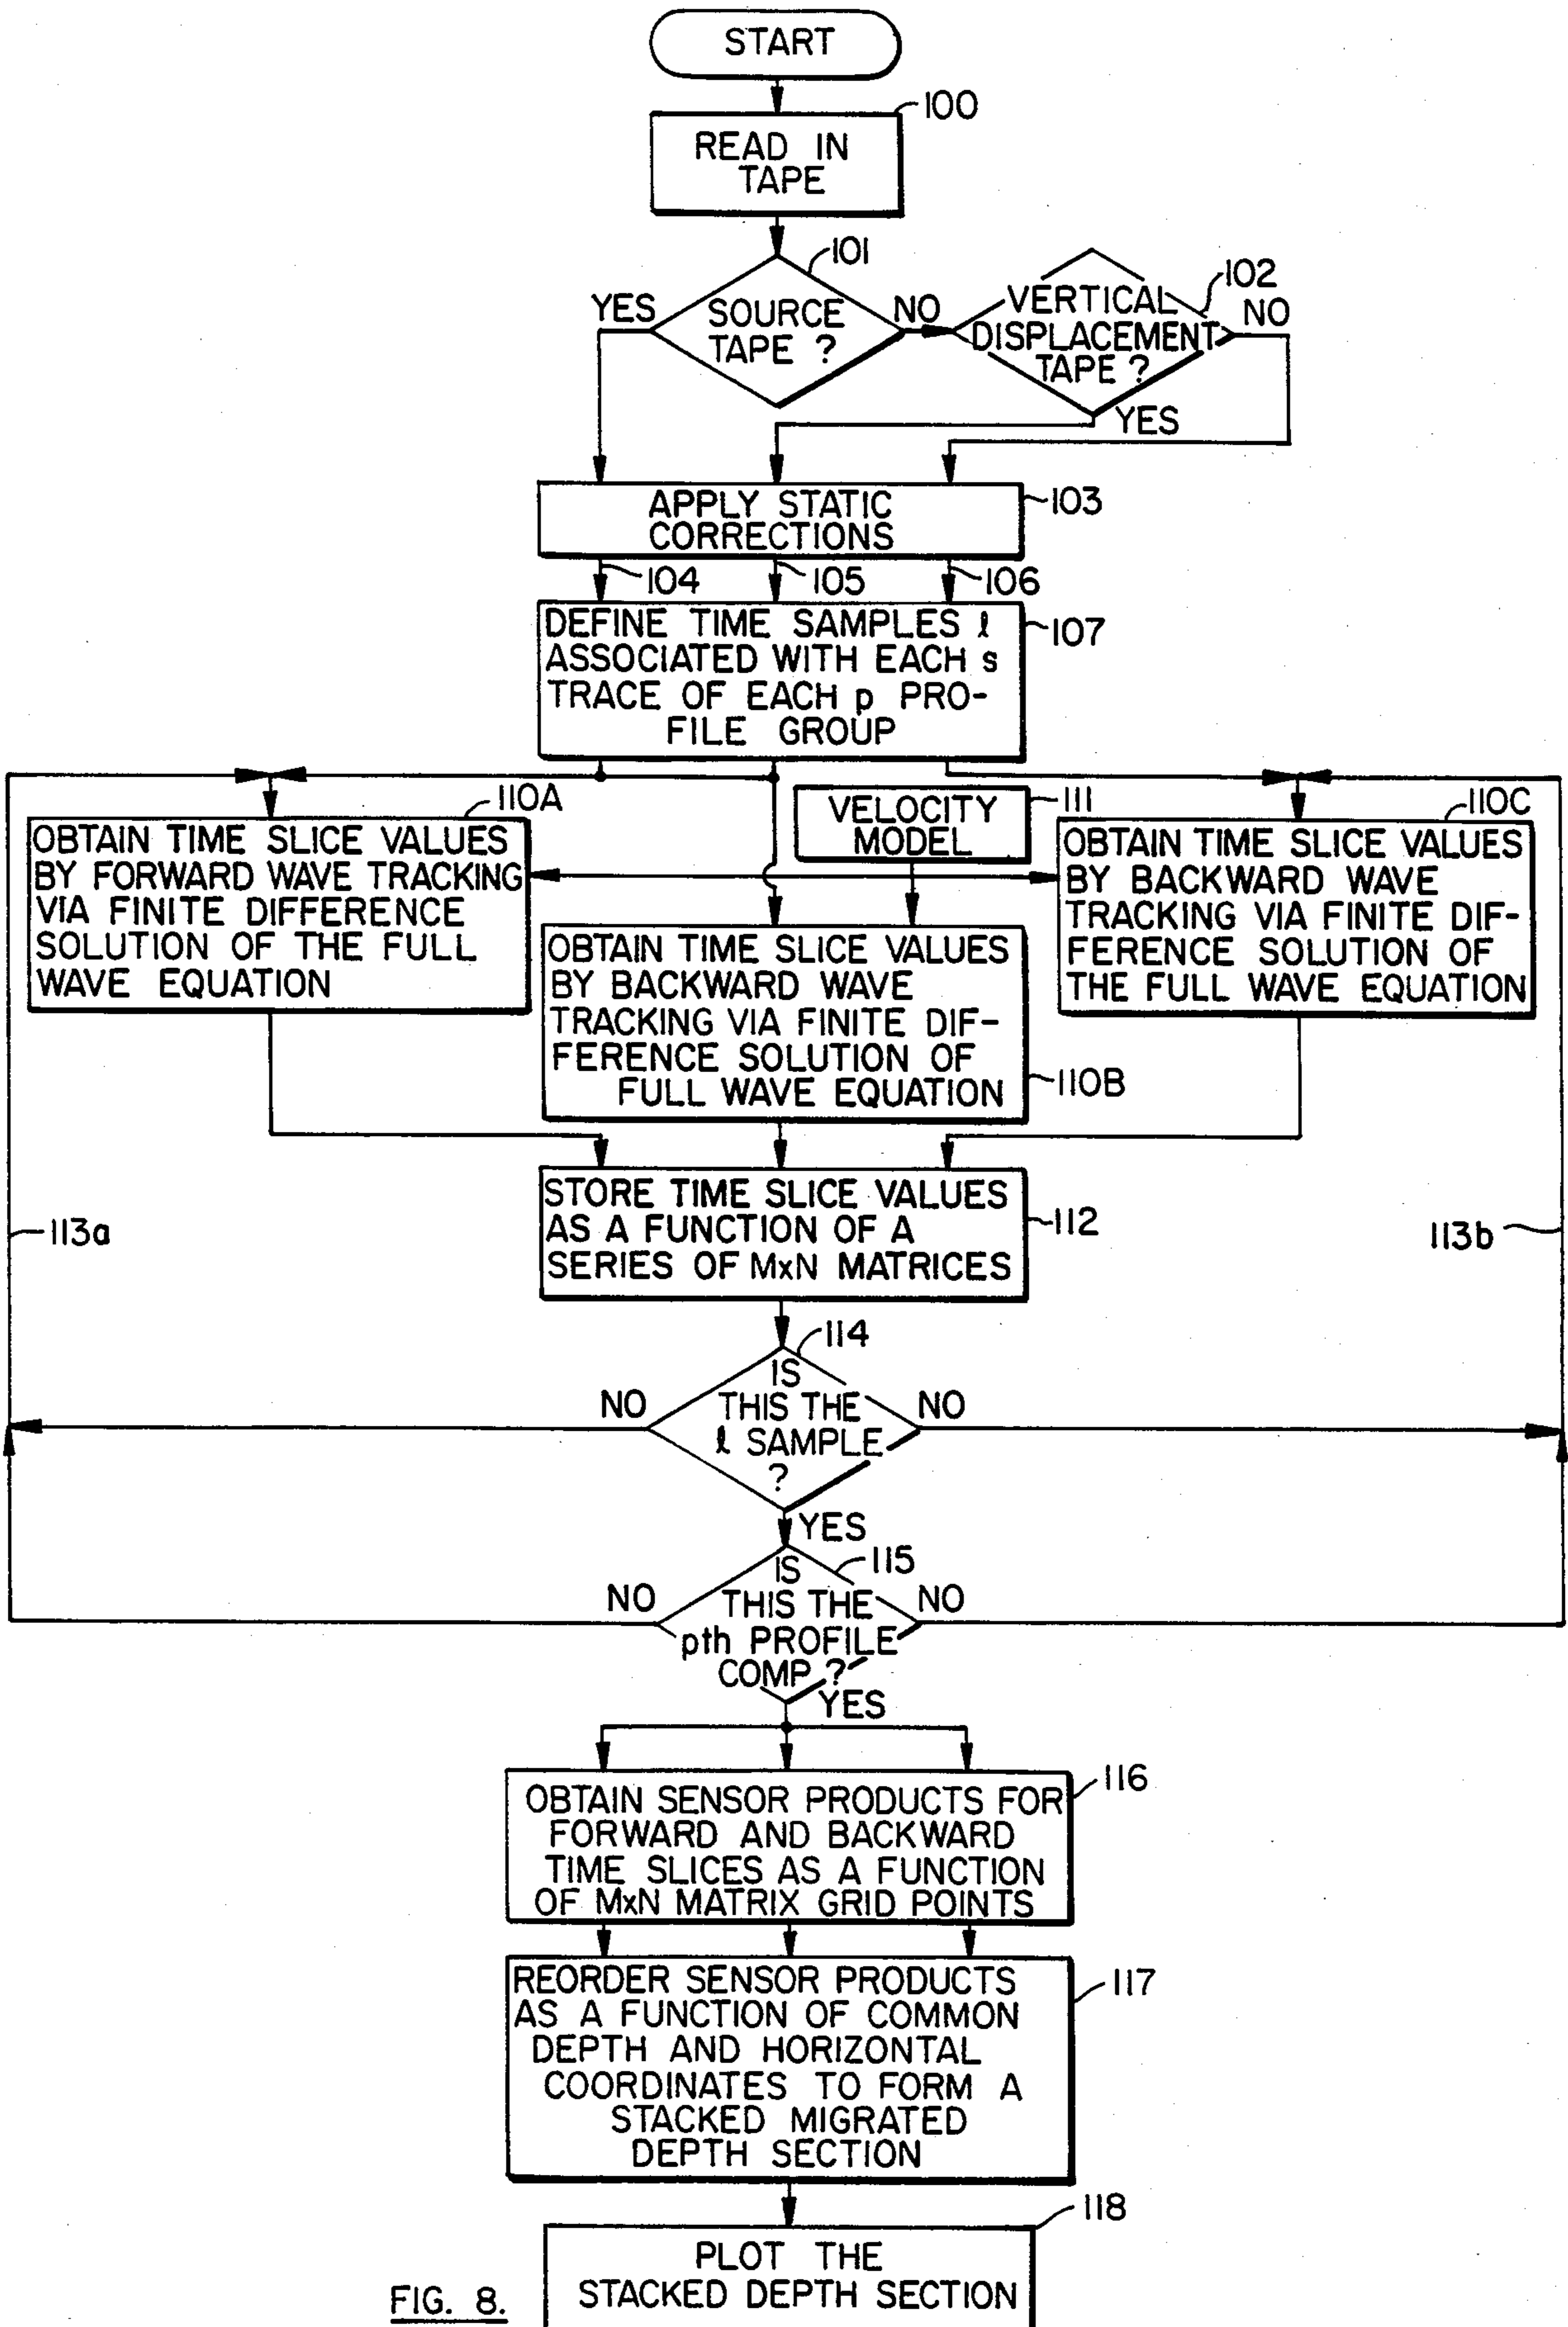 START
100
READ IN
TAPE
101
102
YES
SOURCE
TAPE ?
NO
VERTICAL
DISPLACEMENT
TAPE ?
NO
YES
APPLY STATIC
CORRECTIONS
103
104
105
106
DEFINE TIME SAMPLES l
ASSOCIATED WITH EACH s
TRACE OF EACH p PRO-
FILE GROUP
107
110A
OBTAIN TIME SLICE VALUES
BY FORWARD WAVE TRACKING
VIA FINITE DIFFERENCE
SOLUTION OF THE FULL
WAVE EQUATION
VELOCITY
MODEL
111
110C
OBTAIN TIME SLICE VALUES
BY BACKWARD WAVE
TRACKING VIA FINITE DIF-
FERENCE SOLUTION OF
THE FULL WAVE EQUATION
OBTAIN TIME SLICE VALUES
BY BACKWARD WAVE
TRACKING VIA FINITE DIF-
FERENCE SOLUTION OF
FULL WAVE EQUATION
110B
STORE TIME SLICE VALUES
AS A FUNCTION OF A
SERIES OF MxN MATRICES
112
113a
113b
114
NO
IS
THIS THE
l SAMPLE
?
NO
YES
115
NO
IS
THIS THE
pth PROFILE
COMP ?
NO
YES
OBTAIN SENSOR PRODUCTS FOR
FORWARD AND BACKWARD
TIME SLICES AS A FUNCTION
OF MxN MATRIX GRID POINTS
116
REORDER SENSOR PRODUCTS
AS A FUNCTION OF COMMON
DEPTH AND HORIZONTAL
COORDINATES TO FORM A
STACKED MIGRATED
DEPTH SECTION
117
118
PLOT THE
STACKED DEPTH SECTION
FIG. 8.